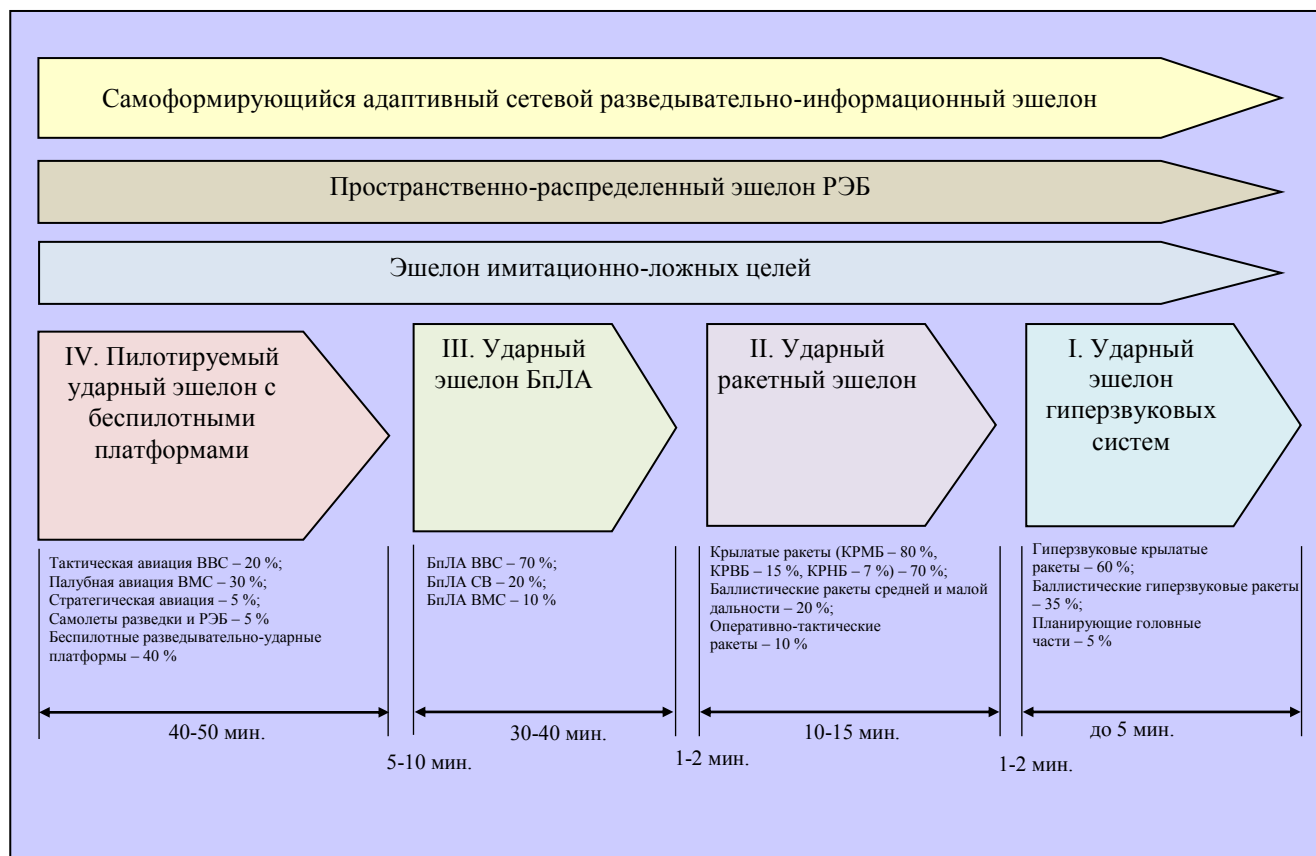 Самоформирующийся адаптивный сетевой разведывательно-информационный эшелон
Пространственно-распределенный эшелон РЭБ
Эшелон имитационно-ложных целей
IV. Пилотируемый
ударный эшелон с
беспилотными
платформами
III. Ударный
эшелон БпЛА
II. Ударный
ракетный эшелон
I. Ударный
эшелон
гиперзвуковых
систем
Тактическая авиация ВВС – 20 %;
Палубная авиация ВМС – 30 %;
Стратегическая авиация – 5 %;
Самолеты разведки и РЭБ – 5 %
Беспилотные разведывательно-ударные
платформы – 40 %
БпЛА ВВС – 70 %;
БпЛА СВ – 20 %;
БпЛА ВМС – 10 %
Крылатые ракеты (КРМБ – 80 %,
КРВБ – 15 %, КРНБ – 7 %) – 70 %;
Баллистические ракеты средней и малой
дальности – 20 %;
Оперативно-тактические
ракеты – 10 %
Гиперзвуковые крылатые
ракеты – 60 %;
Баллистические гиперзвуковые ракеты
– 35 %;
Планирующие головные
части – 5 %
40-50 мин.
30-40 мин.
10-15 мин.
до 5 мин.
5-10 мин.
1-2 мин.
1-2 мин.